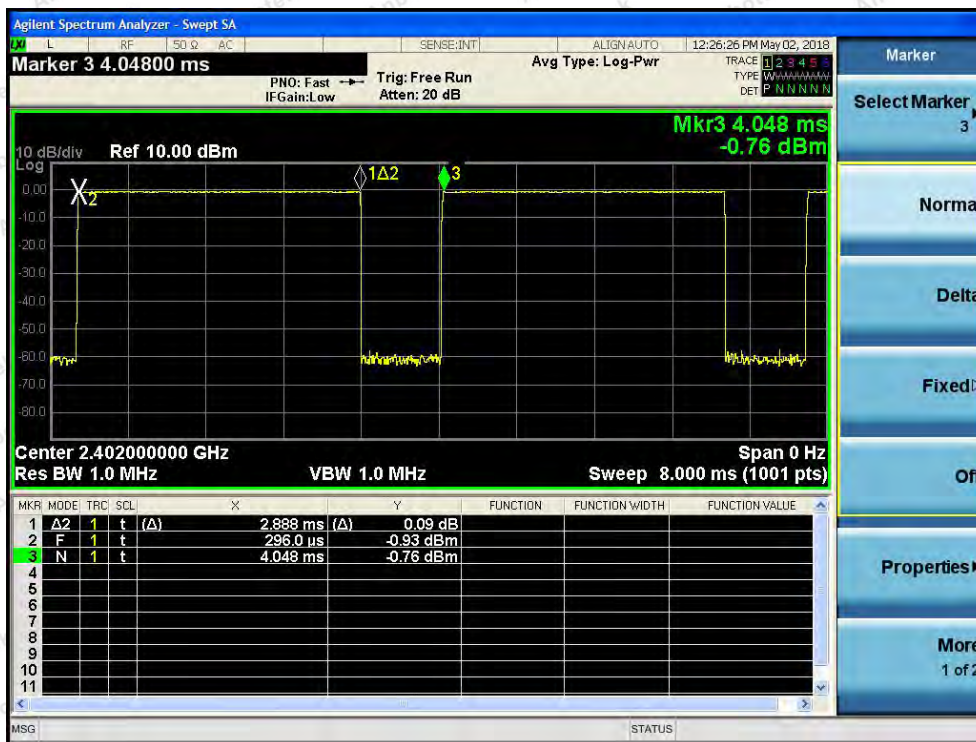 Agilent Spectrum Analyzer - Swept SA
LXI L RF 50 Ω AC SENSE:INT ALIGN AUTO 12:26:26 PM May 02, 2018
Marker 3 4.04800 ms
PNO: Fast
IFGain:Low
Trig: Free Run
Atten: 20 dB
Avg Type: Log-Pwr
TRACE 1 2 3 4 5 6
TYPE W
DET P N N N N N
Mkr3 4.048 ms
-0.76 dBm
10 dB/div Ref 10.00 dBm
Log
1Δ2 3
0.00
2
-10.0
-20.0
-30.0
-40.0
-50.0
-60.0
-70.0
-80.0
Center 2.402000000 GHz Span 0 Hz
Res BW 1.0 MHz VBW 1.0 MHz Sweep 8.000 ms (1001 pts)
MKR MODE TRC SCL X Y FUNCTION FUNCTION WIDTH FUNCTION VALUE
1 Δ2 1 t (Δ) 2.888 ms (Δ) 0.09 dB
2 F 1 t 296.0 µs -0.93 dBm
3 N 1 t 4.048 ms -0.76 dBm
4
5
6
7
8
9
10
11
MSG STATUS
Marker
Select Marker
3
Norma
Delta
Fixed
Of
Properties
More
1 of 2